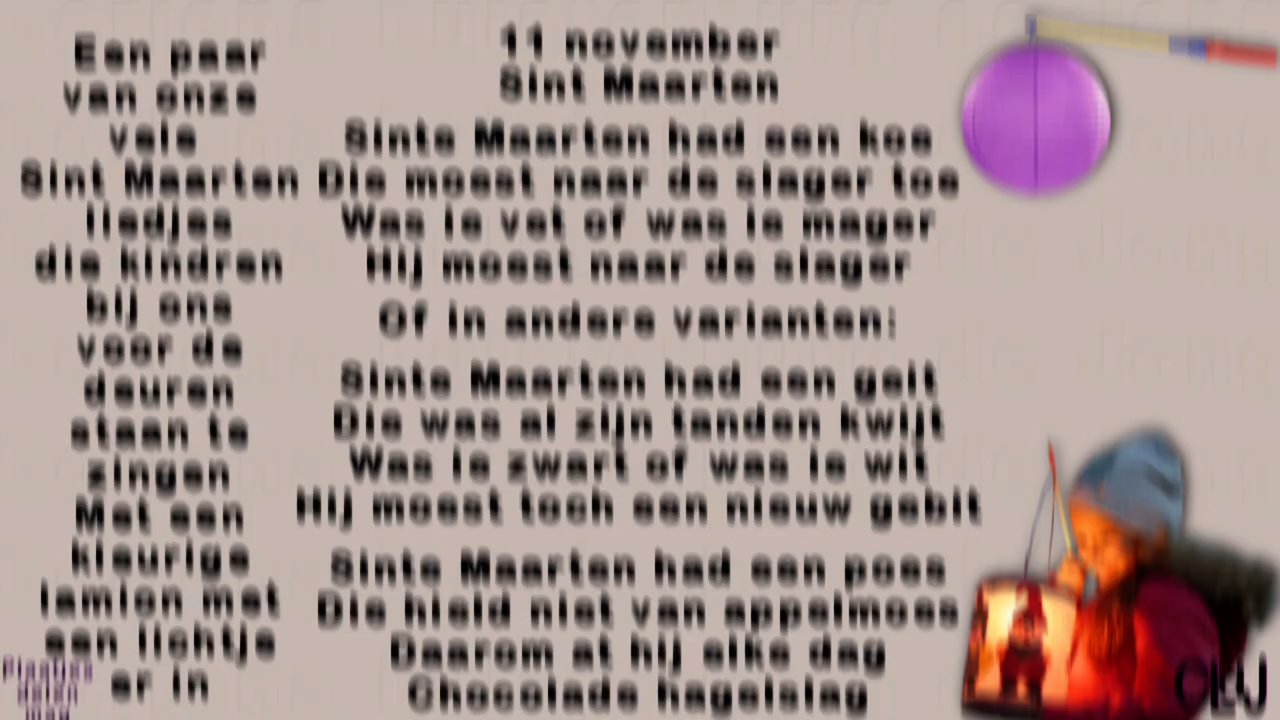 Een paar
van onze
vele
Sint Maarten
liedjes
die kindren
bij ons
voor de
deuren
staan te
zingen
Met een
kleurige
lamion met
een lichtje
er in
Plaatjes
delen
mag
11 november
Sint Maarten
Sinte Maarten had een koe
Die moest naar de slager toe
Was ie vet of was ie mager
Hij moest naar de slager
Of in andere varianten:
Sinte Maarten had een geit
Die was al zijn tanden kwijt
Was ie zwart of was ie wit
Hij moest toch een nieuw gebit
Sinte Maarten had een poes
Die hield niet van appelmoes
Daarom at hij elke dag
Chocolade hagelslag